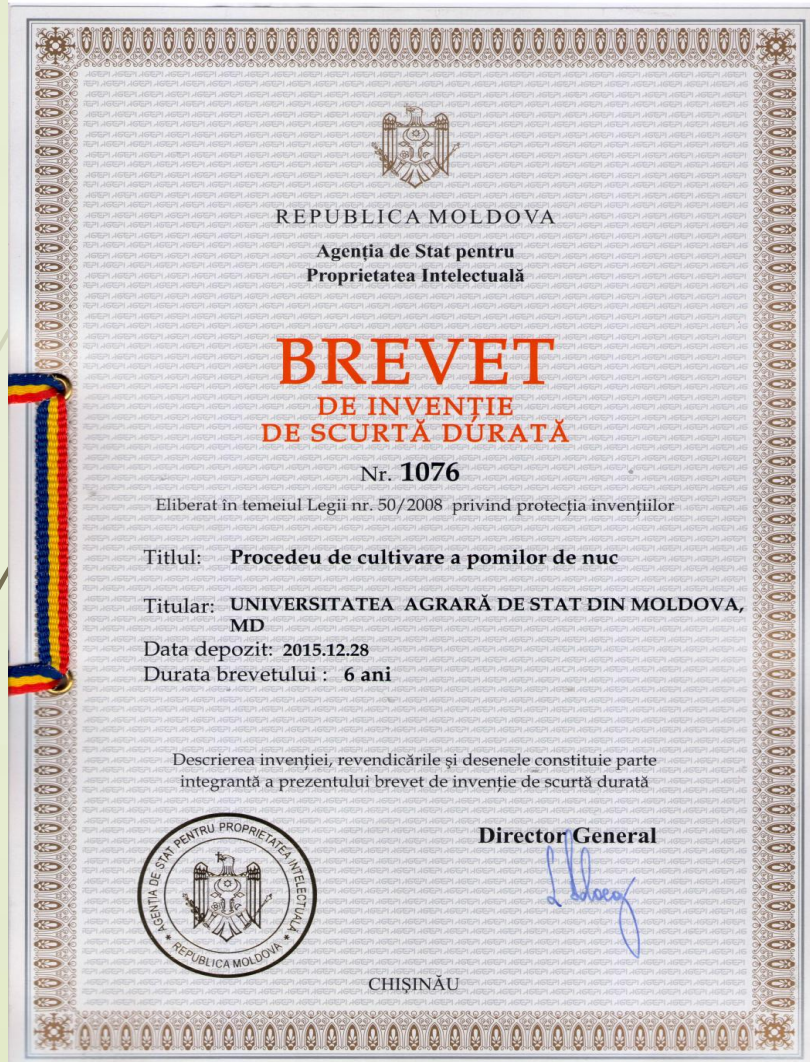 REPUBLICA MOLDOVA
Agenția de Stat pentru
Proprietatea Intelectuală
BREVET
DE INVENȚIE
DE SCURTĂ DURATĂ
Nr. 1076
Eliberat în temeiul Legii nr. 50/2008 privind protecția invențiilor
Titlul: Procedeu de cultivare a pomilor de nuc
Titular: UNIVERSITATEA AGRARĂ DE STAT DIN MOLDOVA,
MD
Data depozit: 2015.12.28
Durata brevetului : 6 ani
Descrierea invenției, revendicările și desenele constituie parte
integrantă a prezentului brevet de invenție de scurtă durată
Director General
AGENȚIA DE STAT PENTRU PROPRIETATEA INTELECTUALĂ
* REPUBLICA MOLDOVA *
CHIȘINĂU